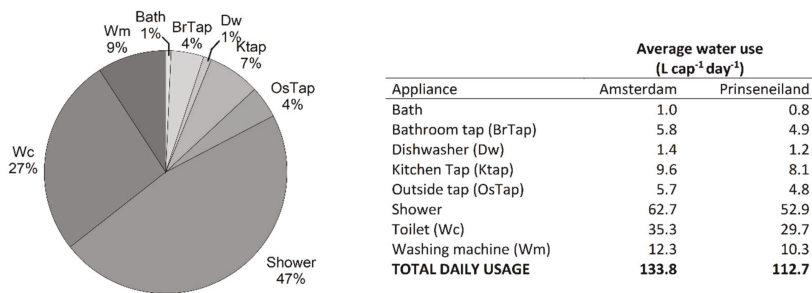 Bath
1%
BrTap
4%
Dw
1%
Ktap
7%
OsTap
4%
Shower
47%
Wc
27%
Wm
9%
Average water use
(L cap⁻¹ day⁻¹)
Appliance Amsterdam Prinseneiland
Bath 1.0 0.8
Bathroom tap (BrTap) 5.8 4.9
Dishwasher (Dw) 1.4 1.2
Kitchen Tap (Ktap) 9.6 8.1
Outside tap (OsTap) 5.7 4.8
Shower 62.7 52.9
Toilet (Wc) 35.3 29.7
Washing machine (Wm) 12.3 10.3
TOTAL DAILY USAGE 133.8 112.7